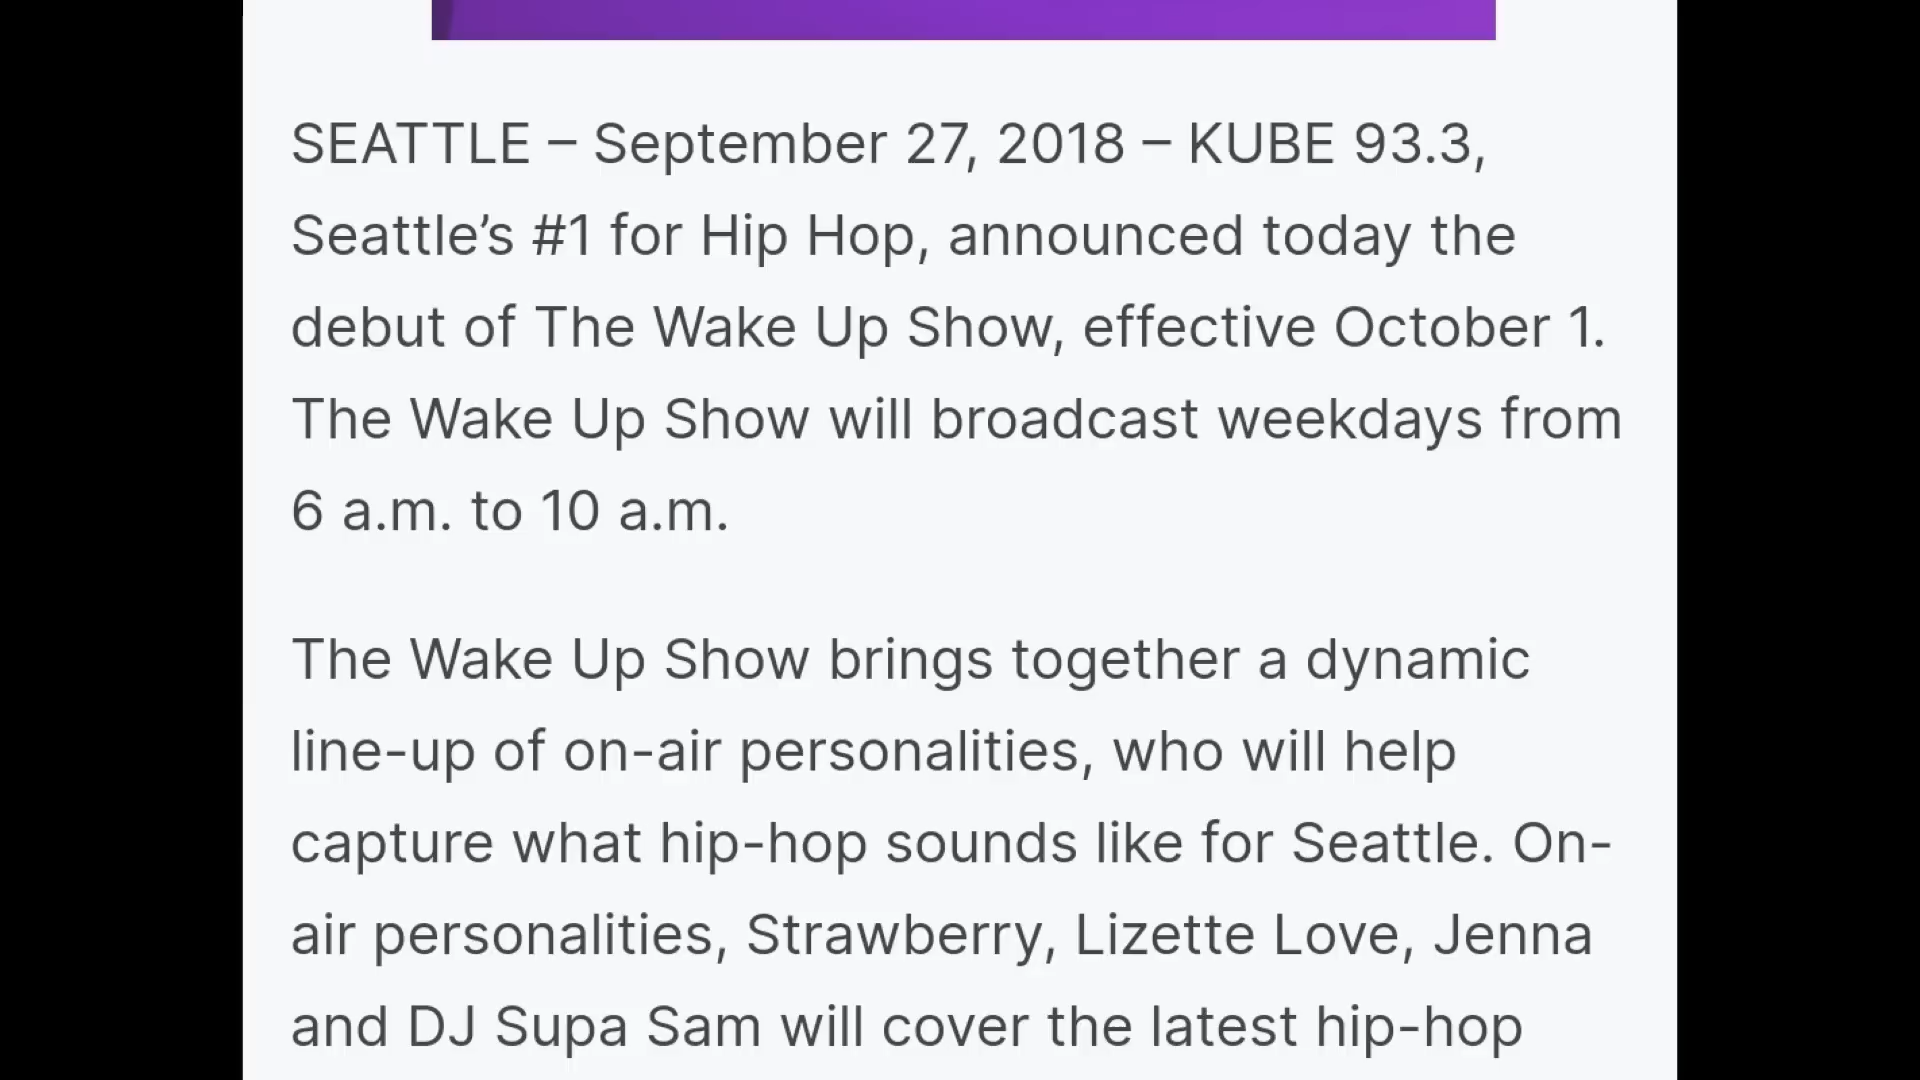 SEATTLE – September 27, 2018 – KUBE 93.3,
Seattle’s #1 for Hip Hop, announced today the
debut of The Wake Up Show, effective October 1.
The Wake Up Show will broadcast weekdays from
6 a.m. to 10 a.m.
The Wake Up Show brings together a dynamic
line-up of on-air personalities, who will help
capture what hip-hop sounds like for Seattle. On-
air personalities, Strawberry, Lizette Love, Jenna
and DJ Supa Sam will cover the latest hip-hop